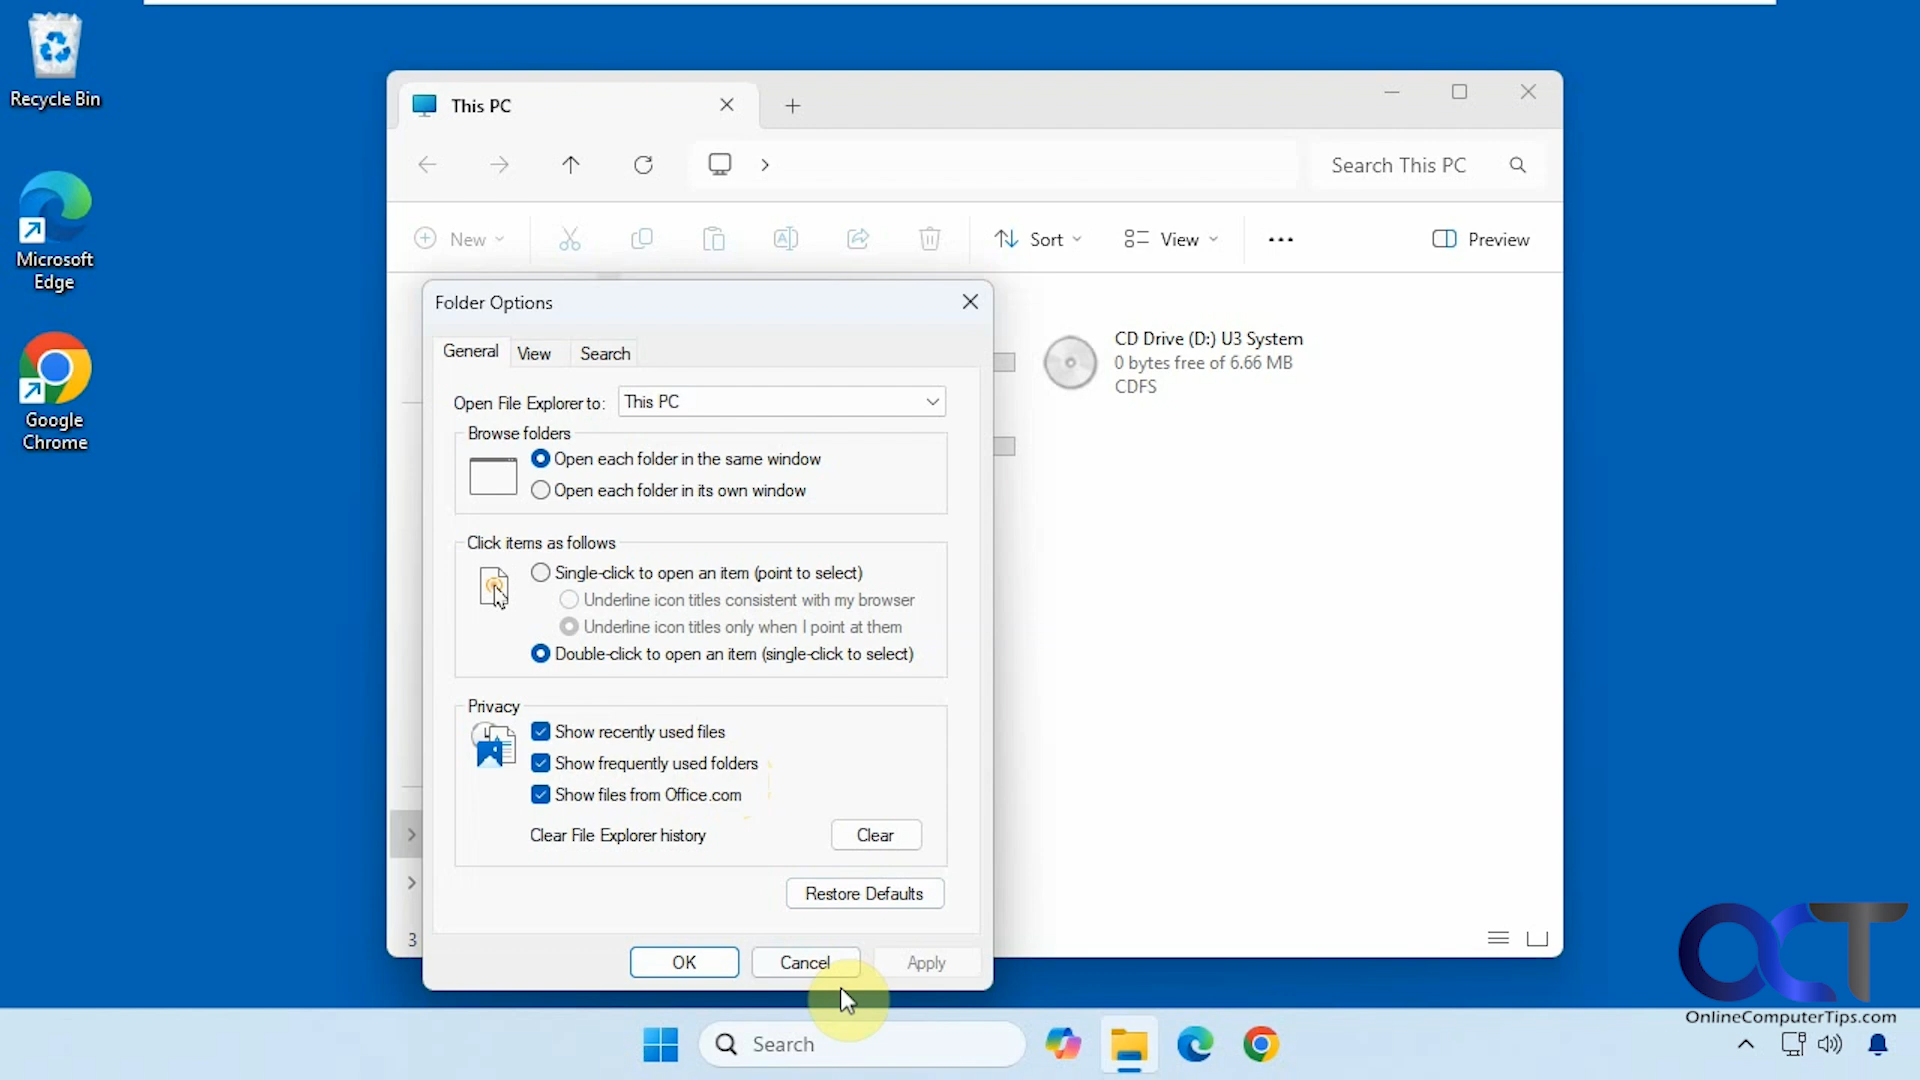 Recycle Bin
Microsoft
Edge
Google
Chrome
This PC
Search This PC
New
Sort
View
Preview
Folder Options
General
View
Search
Open File Explorer to:
This PC
Browse folders
Open each folder in the same window
Open each folder in its own window
Click items as follows
Single-click to open an item (point to select)
Underline icon titles consistent with my browser
Underline icon titles only when I point at them
Double-click to open an item (single-click to select)
Privacy
Show recently used files
Show frequently used folders
Show files from Office.com
Clear File Explorer history
Clear
Restore Defaults
OK
Cancel
Apply
CD Drive (D:) U3 System
0 bytes free of 6.66 MB
CDFS
3
OCT
OnlineComputerTips.com
Search